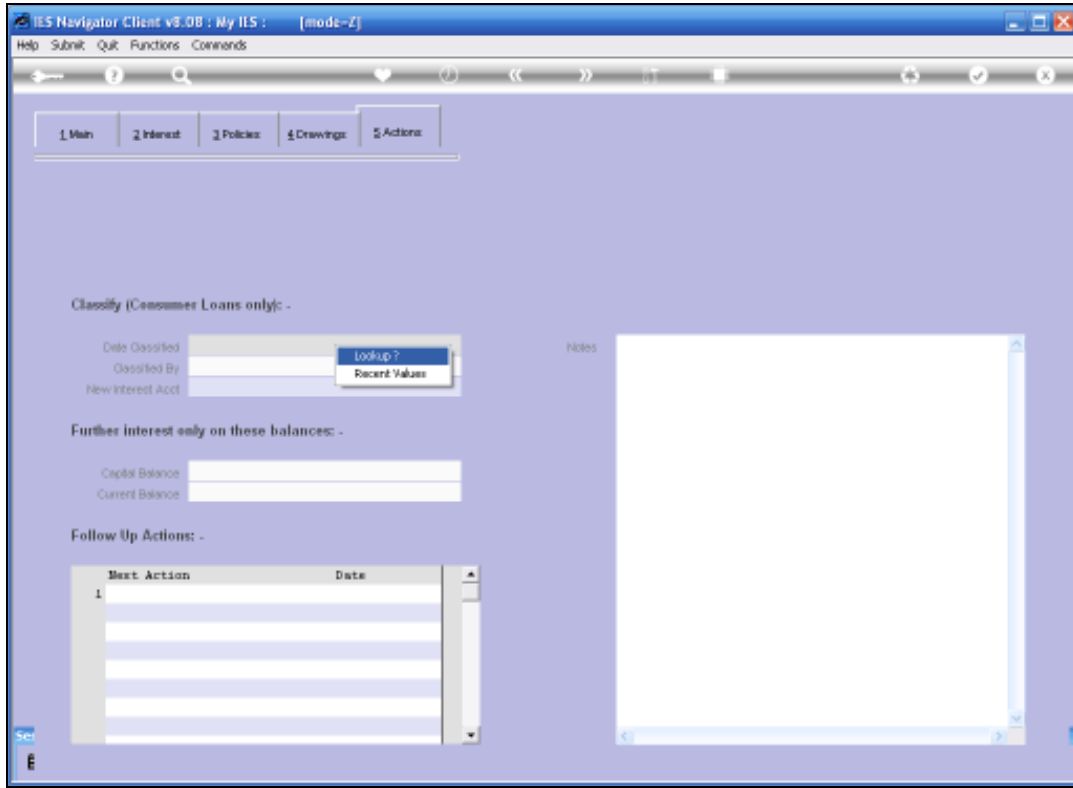 IES Navigator Client v8.08 : My IES : [mode=Z]
Help Submit Quit Functions Commands
1 Main 2 Interest 3 Policies 4 Drawings 5 Actions
Classify (Consumer Loans only): -
Date Classified
Lookup ?
Notes
Classified By
Recent Values
New Interest Acct
Further interest only on these balances: -
Capital Balance
Current Balance
Follow Up Actions: -
Next Action Date
1